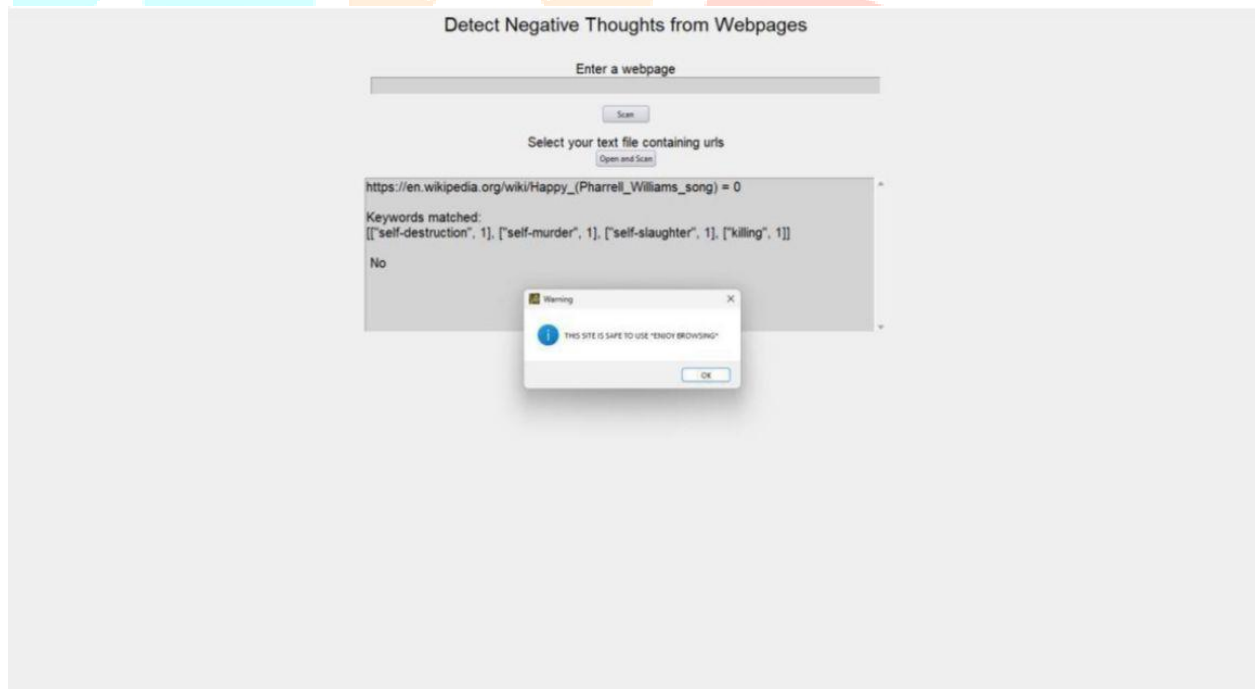 Detect Negative Thoughts from Webpages
Enter a webpage
Scan
Select your text file containing urls
Open and Scan
https://en.wikipedia.org/wiki/Happy_(Pharrell_Williams_song) = 0
Keywords matched:
[["self-destruction", 1], ["self-murder", 1], ["self-slaughter", 1], ["killing", 1]]
No
Warning
THIS SITE IS SAFE TO USE *ENJOY BROWSING*
OK